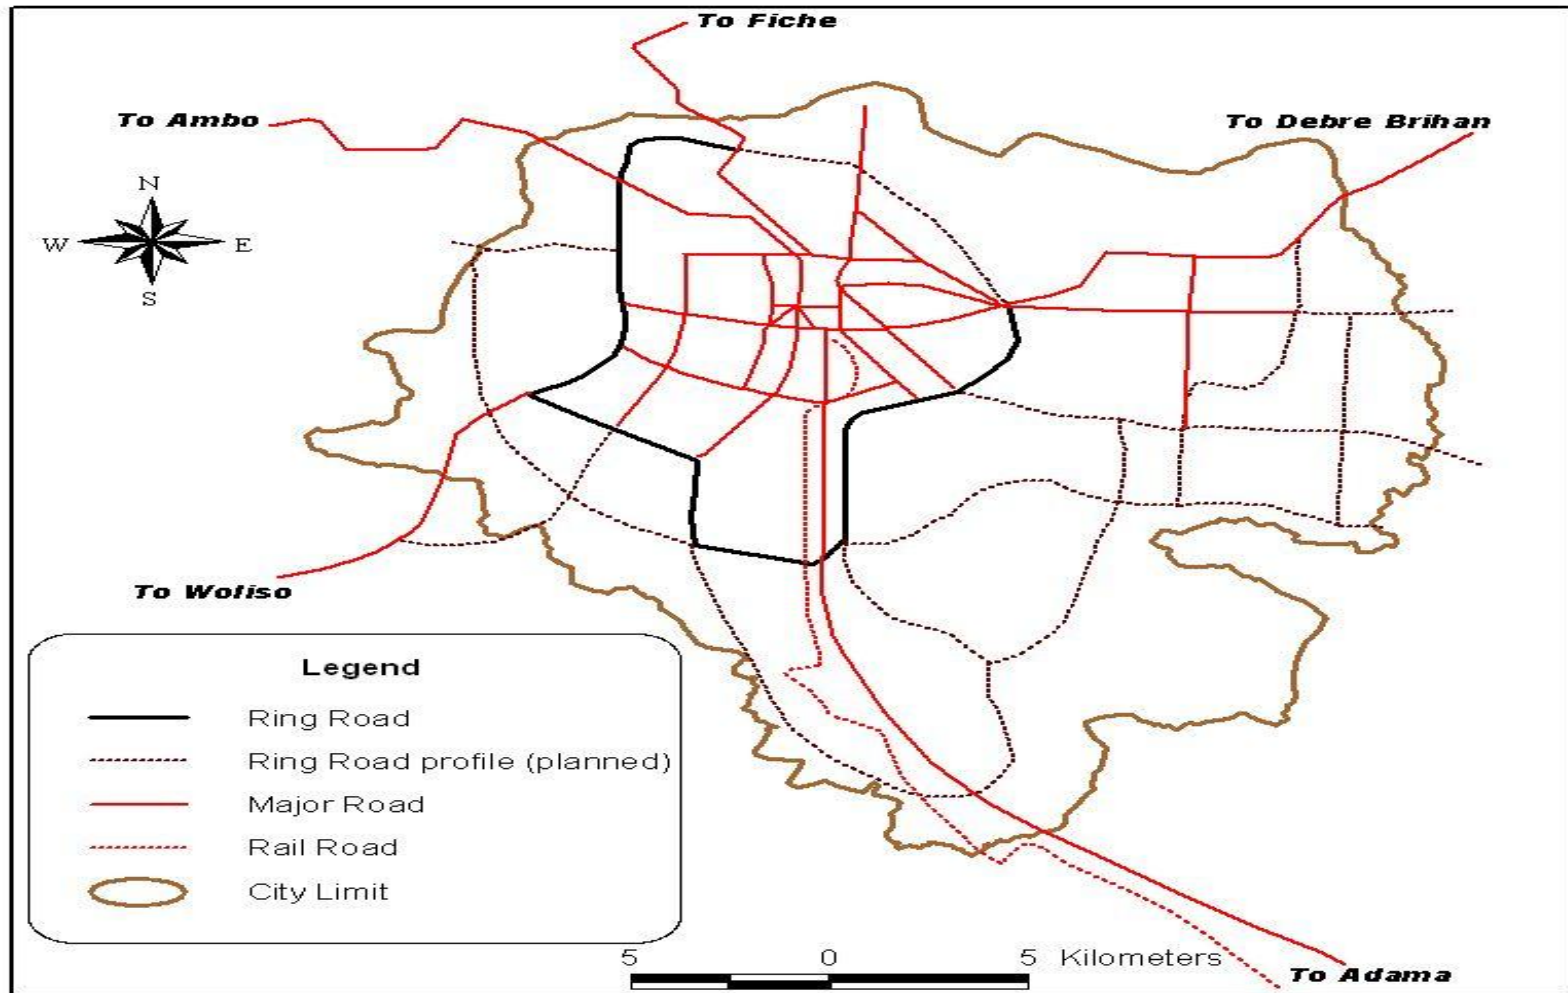 To Fiche
To Ambo
To Debre Brihan
N
W E
S
To Woliso
Legend
Ring Road
Ring Road profile (planned)
Major Road
Rail Road
City Limit
5 0 5 Kilometers
To Adama